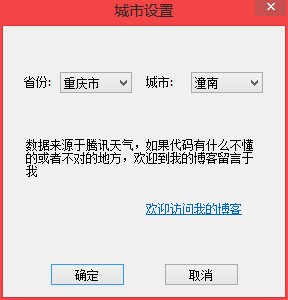 城市设置
省份: 重庆市 城市: 潼南
数据来源于腾讯天气，如果代码有什么不懂
的或者不对的地方，欢迎到我的博客留言于
我
欢迎访问我的博客
确定 取消